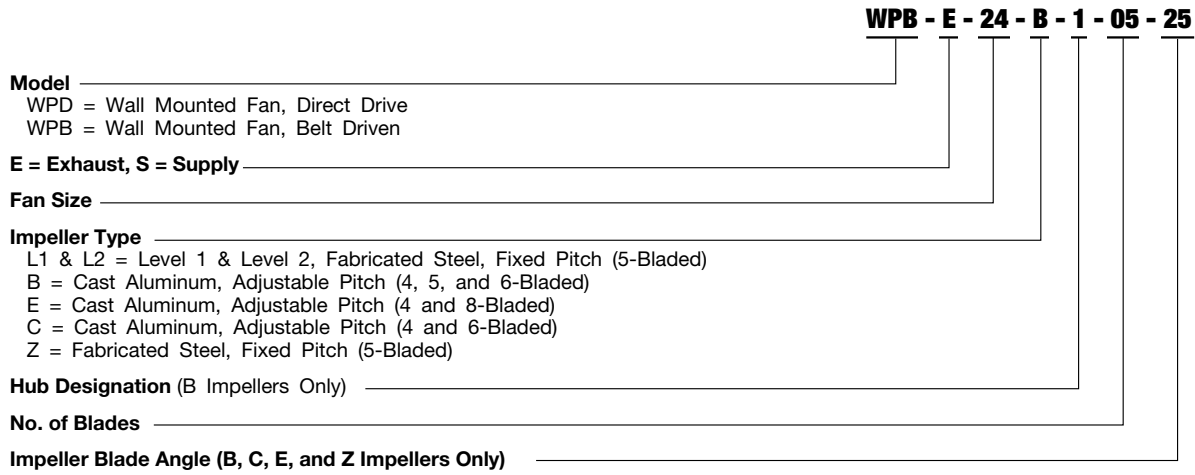 WPB - E - 24 - B - 1 - 05 - 25
Model
WPD = Wall Mounted Fan, Direct Drive
WPB = Wall Mounted Fan, Belt Driven
E = Exhaust, S = Supply
Fan Size
Impeller Type
L1 & L2 = Level 1 & Level 2, Fabricated Steel, Fixed Pitch (5-Bladed)
B = Cast Aluminum, Adjustable Pitch (4, 5, and 6-Bladed)
E = Cast Aluminum, Adjustable Pitch (4 and 8-Bladed)
C = Cast Aluminum, Adjustable Pitch (4 and 6-Bladed)
Z = Fabricated Steel, Fixed Pitch (5-Bladed)
Hub Designation (B Impellers Only)
No. of Blades
Impeller Blade Angle (B, C, E, and Z Impellers Only)